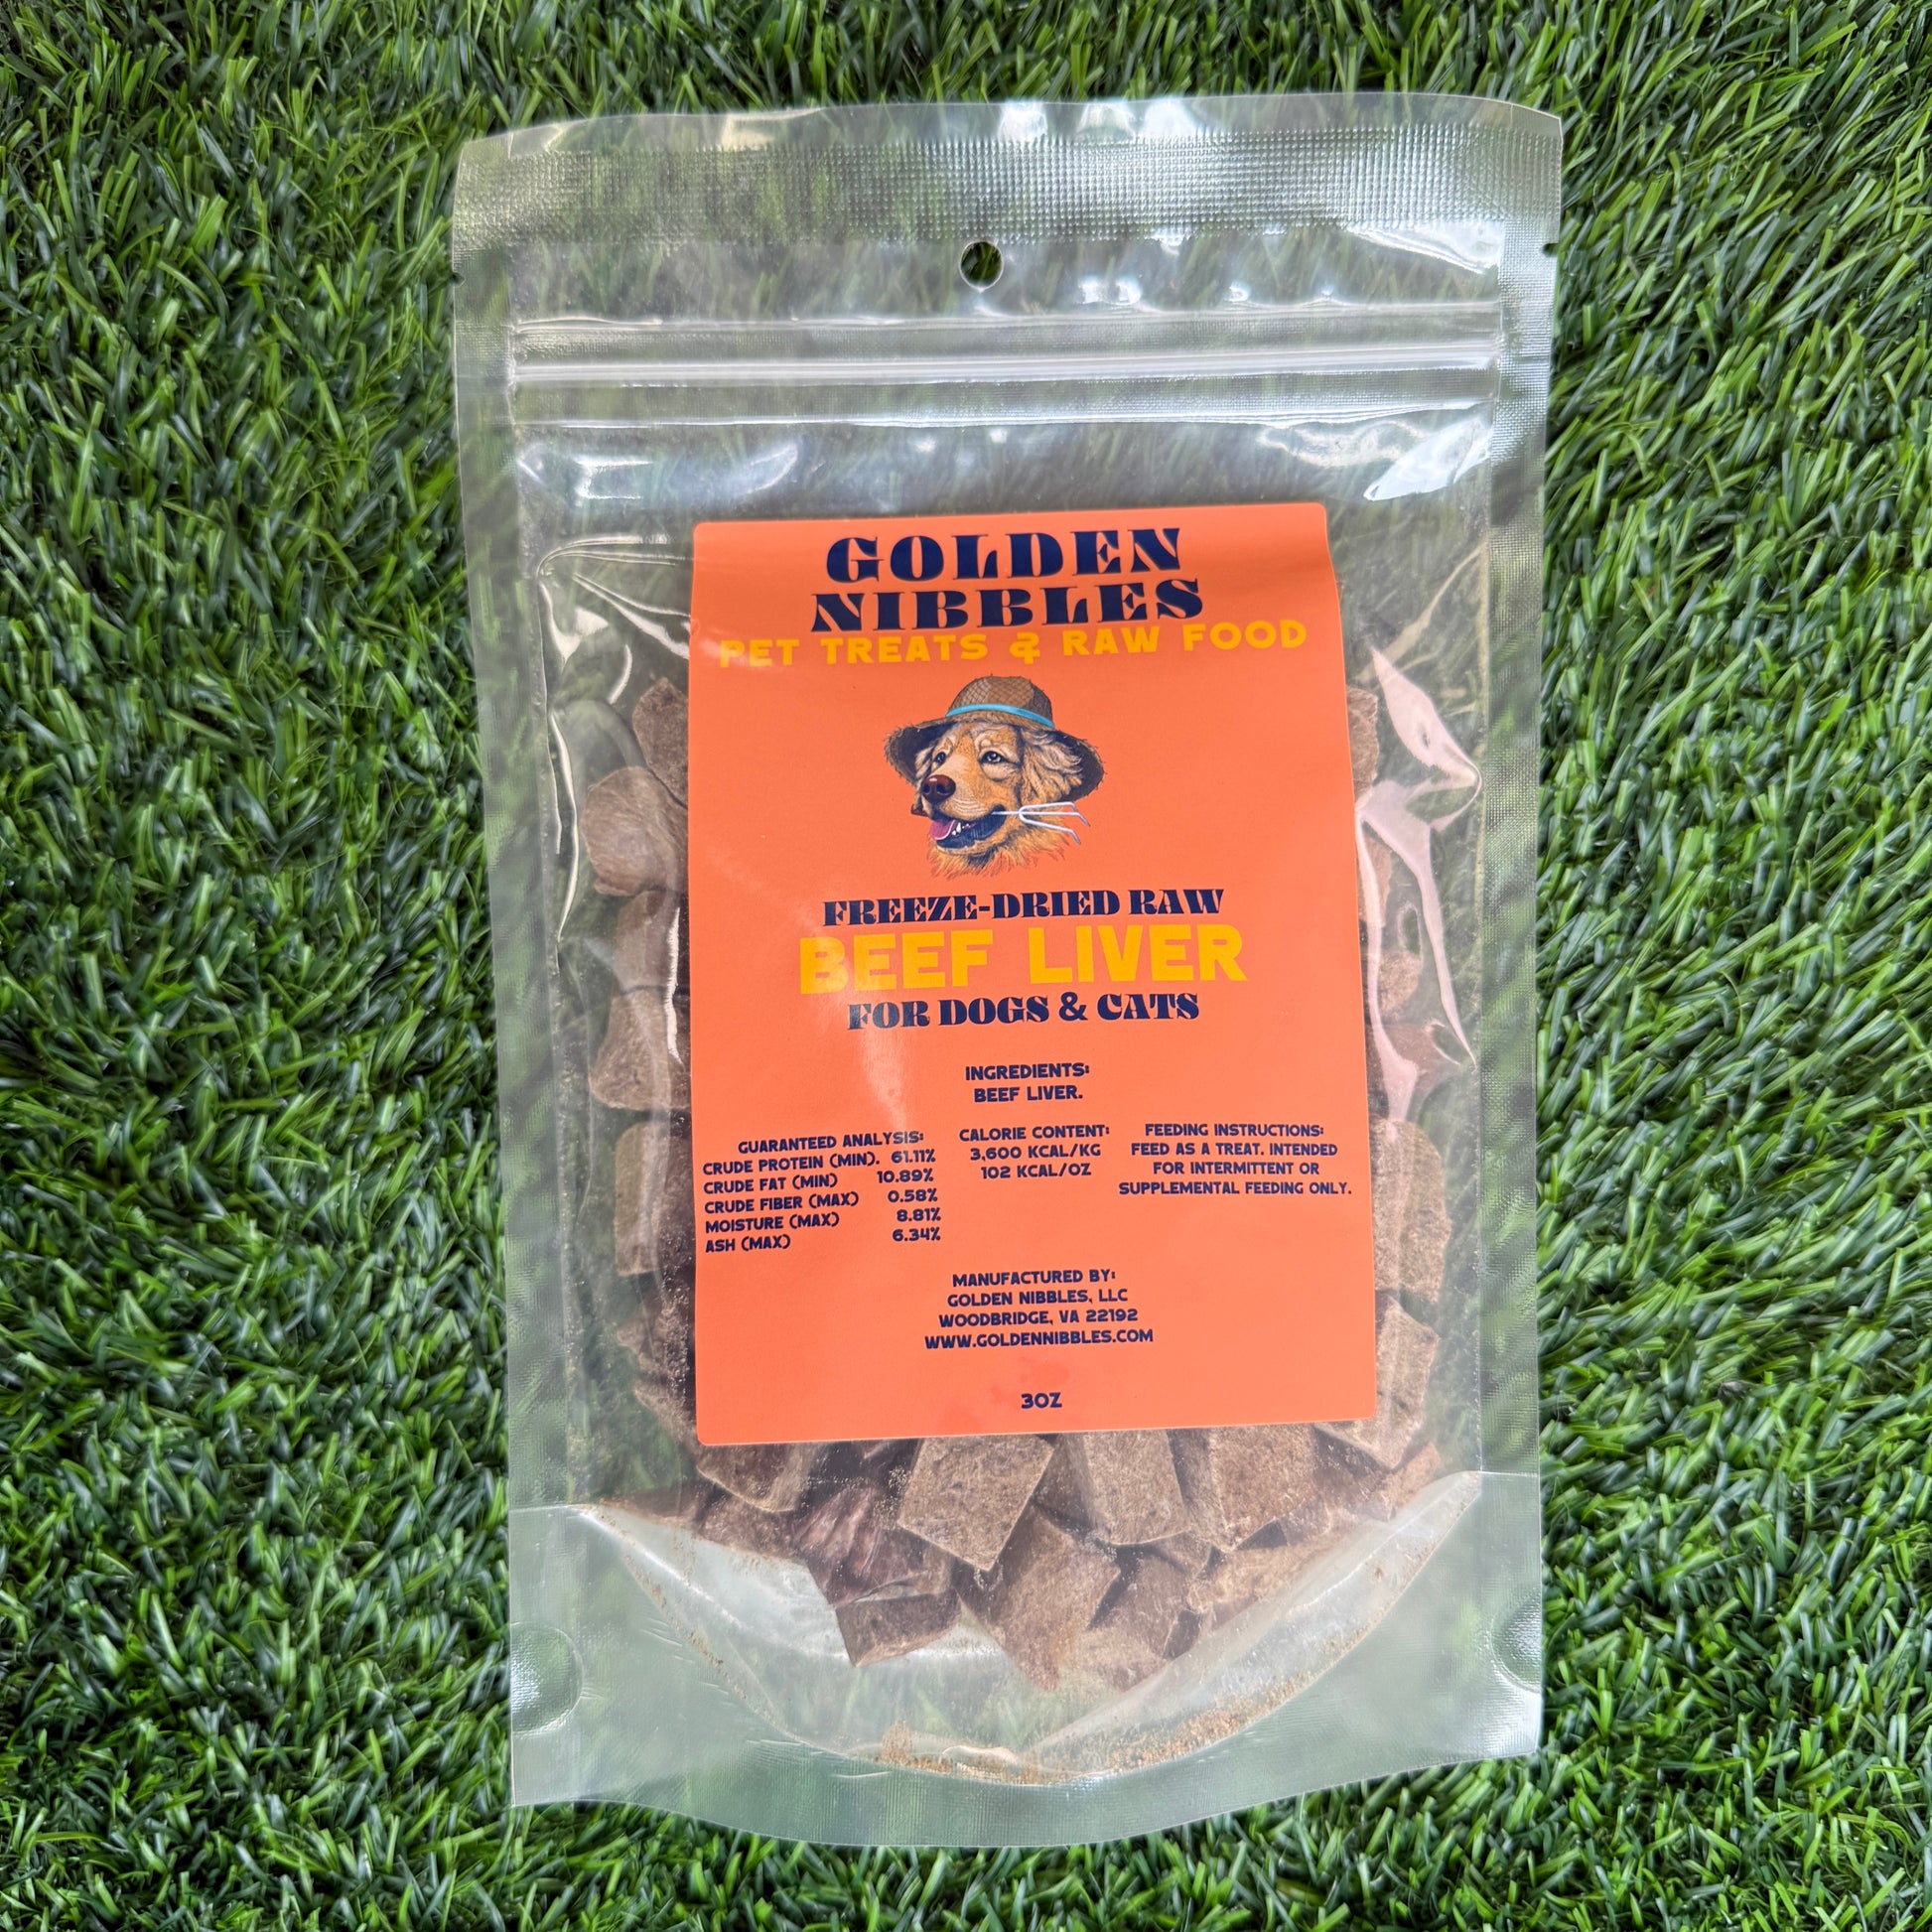 GOLDEN
NIBBLES
PET TREATS & RAW FOOD
FREEZE-DRIED RAW
BEEF LIVER
FOR DOGS & CATS
INGREDIENTS:
BEEF LIVER.
GUARANTEED ANALYSIS:
CRUDE PROTEIN (MIN). 61.11%
CRUDE FAT (MIN) 10.89%
CRUDE FIBER (MAX) 0.58%
MOISTURE (MAX) 8.81%
ASH (MAX) 6.34%
CALORIE CONTENT:
3,600 KCAL/KG
102 KCAL/OZ
FEEDING INSTRUCTIONS:
FEED AS A TREAT. INTENDED
FOR INTERMITTENT OR
SUPPLEMENTAL FEEDING ONLY.
MANUFACTURED BY:
GOLDEN NIBBLES, LLC
WOODBRIDGE, VA 22192
WWW.GOLDENNIBBLES.COM
3OZ